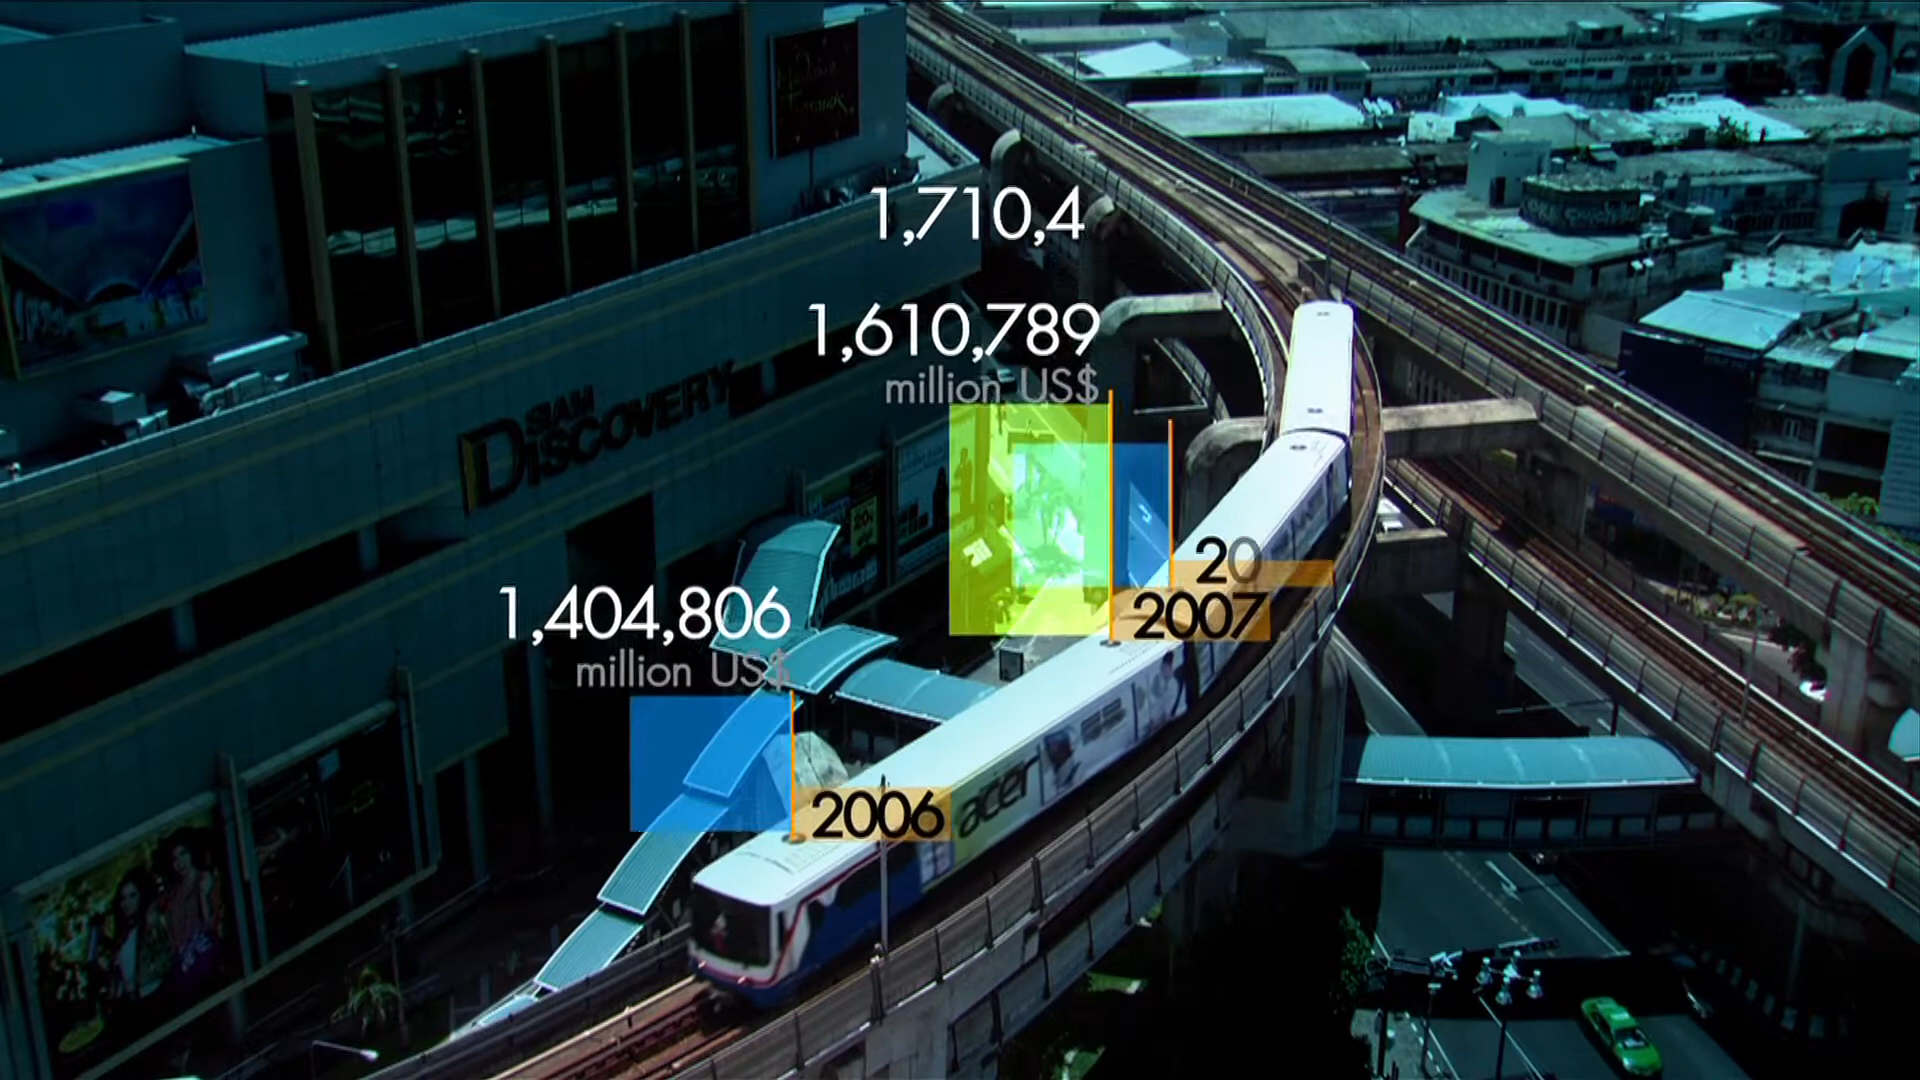 1,710,4
1,610,789
million US$
SIAM
DISCOVERY
20
2007
1,404,806
million US$
2006
acer